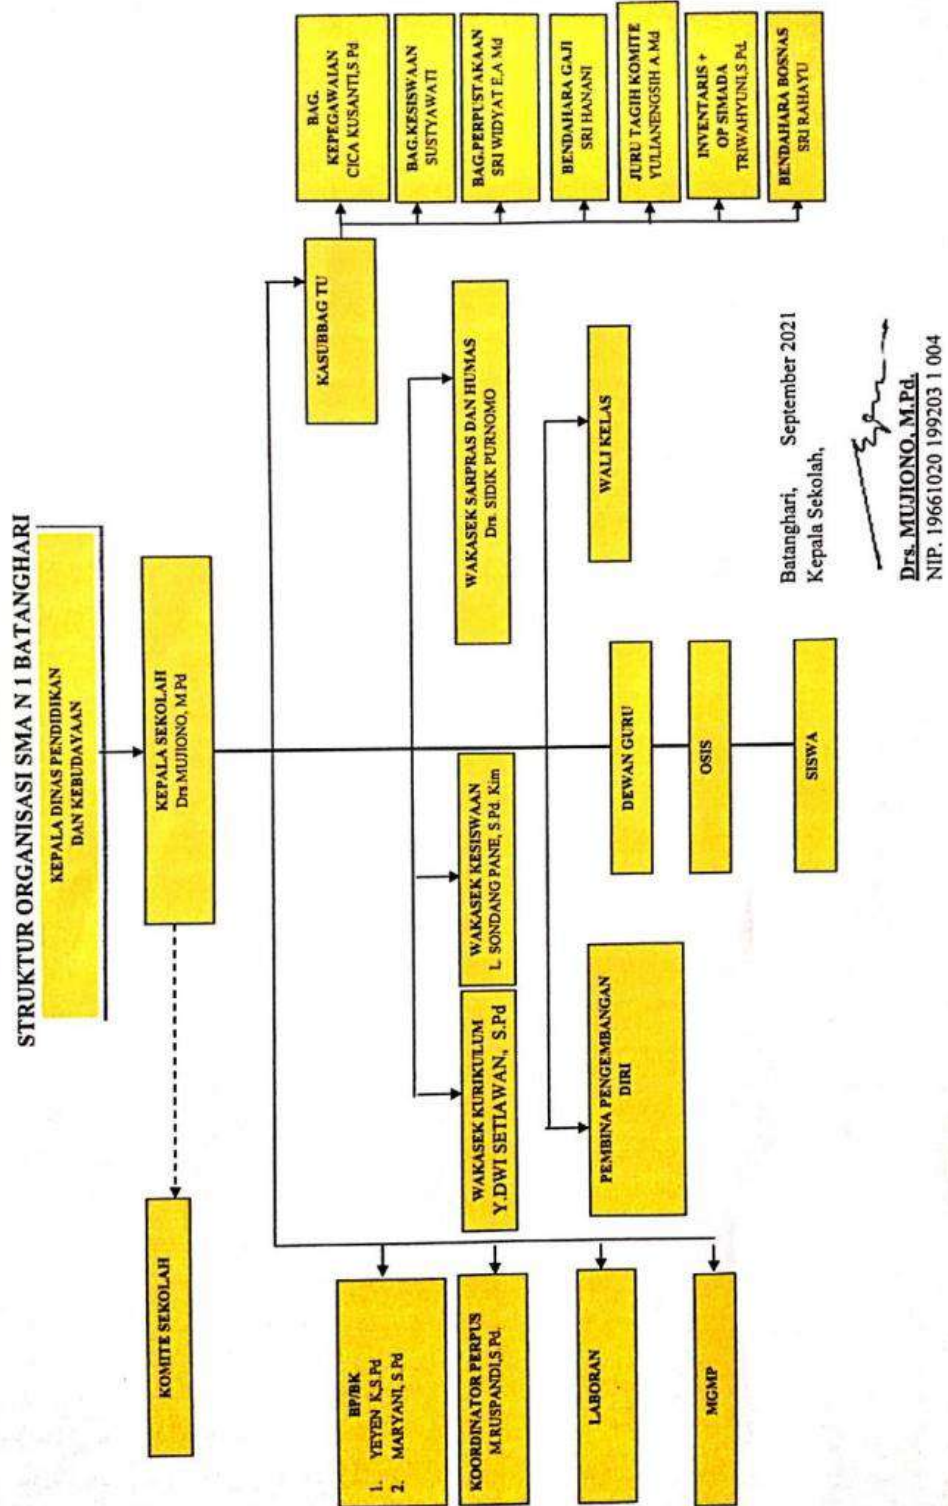 STRUKTUR ORGANISASI SMA N 1 BATANGHARI
KEPALA DINAS PENDIDIKAN
DAN KEBUDAYAAN
KEPALA SEKOLAH
Drs MUJIONO, M.Pd
KOMITE SEKOLAH
KASUBBAG TU
BAG.
KEPEGAWAIAN
CICA KUSANTI,S Pd
BAG.KESISWAAN
SUSTYAWATI
BAG.PERPUSTAKAAN
SRI WIDYAT E,A Md
BENDAHARA GAJI
SRI HANANI
JURU TAGIH KOMITE
YULIANENGSIH A.Md
INVENTARIS +
OP SIMADA
TRIWAHYUNI,S.Pd.
BENDAHARA BOSNAS
SRI RAHAYU
BP/BK
1. YEYEN K,S.Pd
2. MARYANI, S.Pd
KOORDINATOR PERPUS
M.RUSPANDI,S.Pd.
LABORAN
MGMP
WAKASEK KURIKULUM
Y.DWI SETIAWAN, S.Pd
WAKASEK KESISWAAN
L. SONDANG PANE, S.Pd. Kim
WAKASEK SARPRAS DAN HUMAS
Drs. SIDIK PURNOMO
PEMBINA PENGEMBANGAN
DIRI
WALI KELAS
DEWAN GURU
OSIS
SISWA
Batanghari, September 2021
Kepala Sekolah,
Drs. MUJIONO, M.Pd.
NIP. 19661020 199203 1 004